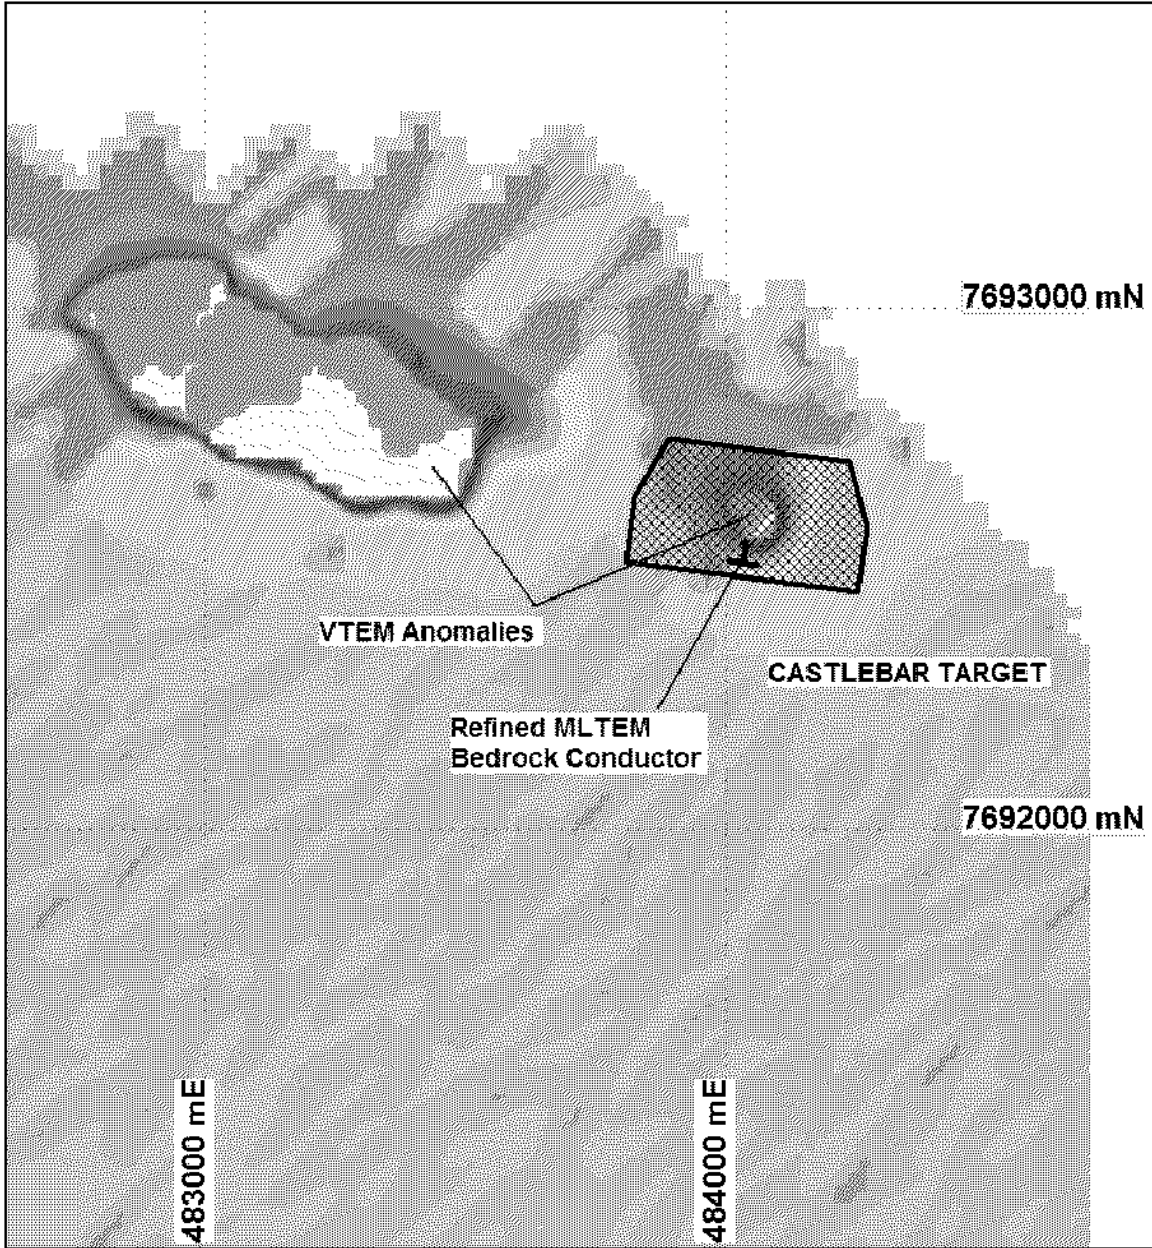 7693000 mN
VTEM Anomalies
CASTLEBAR TARGET
Refined MLTEM
Bedrock Conductor
7692000 mN
483000 mE
484000 mE